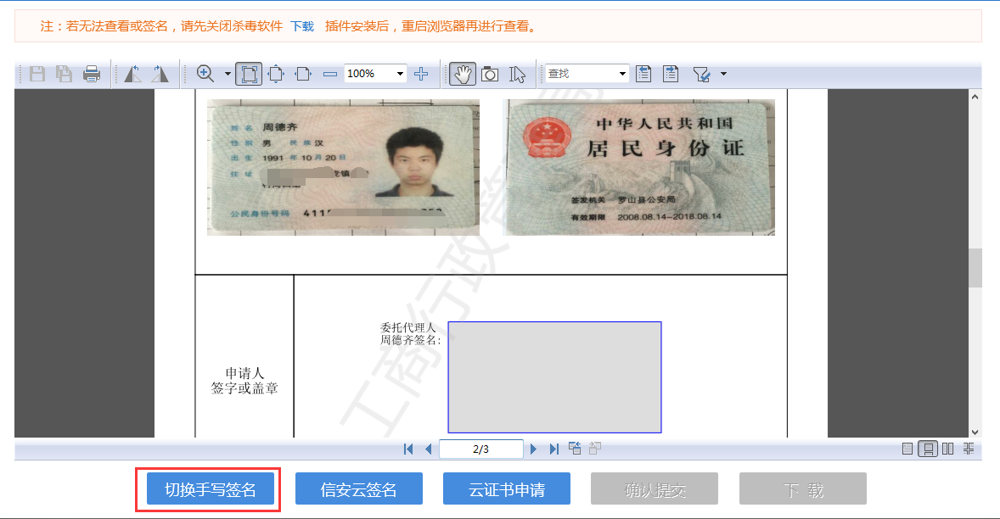 注：若无法查看或签名，请先关闭杀毒软件 下载 插件安装后，重启浏览器再进行查看。
100%
查找
姓 名 周德齐
性 别 男 民 族 汉
出 生 1991 年 10 月 20 日
住 址 龙镇
公民身份号码 411
中华人民共和国
居民身份证
签发机关 罗山县公安局
有效期限 2008.08.14-2018.08.14
工商行政管
局
委托代理人
周德齐签名：
申请人
签字或盖章
2/3
切换手写签名
信安云签名
云证书申请
确认提交
下 载